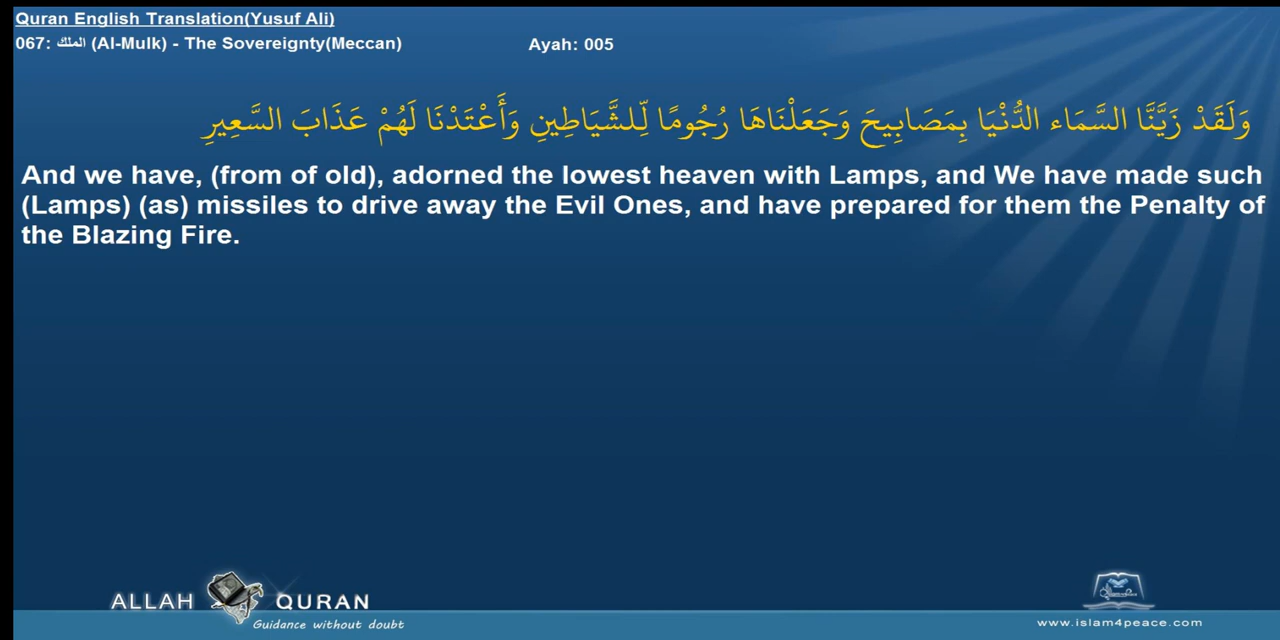 Quran English Translation(Yusuf Ali)
067: الملك (Al-Mulk) - The Sovereignty(Meccan) Ayah: 005
وَلَقَدْ زَيَّنَّا السَّمَاء الدُّنْيَا بِمَصَابِيحَ وَجَعَلْنَاهَا رُجُومًا لِّلشَّيَاطِينِ وَأَعْتَدْنَا لَهُمْ عَذَابَ السَّعِيرِ
And we have, (from of old), adorned the lowest heaven with Lamps, and We have made such
(Lamps) (as) missiles to drive away the Evil Ones, and have prepared for them the Penalty of
the Blazing Fire.
ALLAH QURAN
Guidance without doubt
www.islam4peace.com